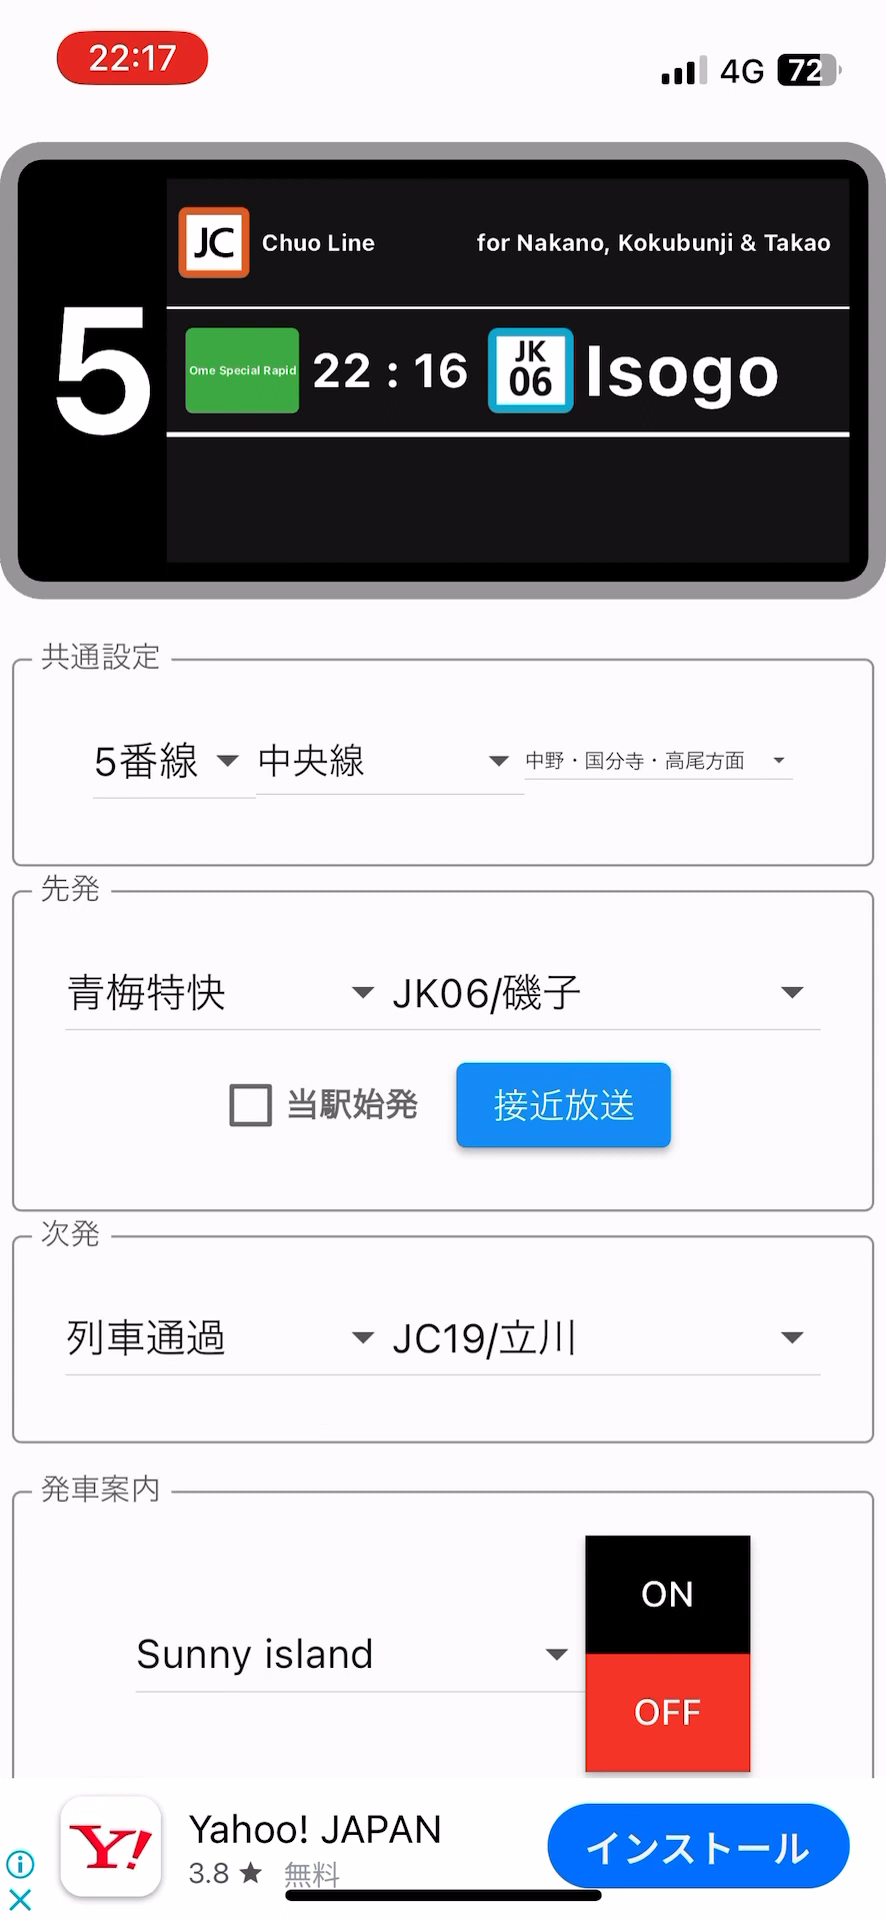 22:17
4G 72
JC Chuo Line for Nakano, Kokubunji & Takao
5
Ome Special Rapid 22 : 16 JK 06 Isogo
共通設定
5番線 中央線 中野・国分寺・高尾方面
先発
青梅特快 JK06/磯子
当駅始発 接近放送
次発
列車通過 JC19/立川
発車案内
ON
Sunny island
OFF
Y! Yahoo! JAPAN
3.8 ★ 無料
インストール